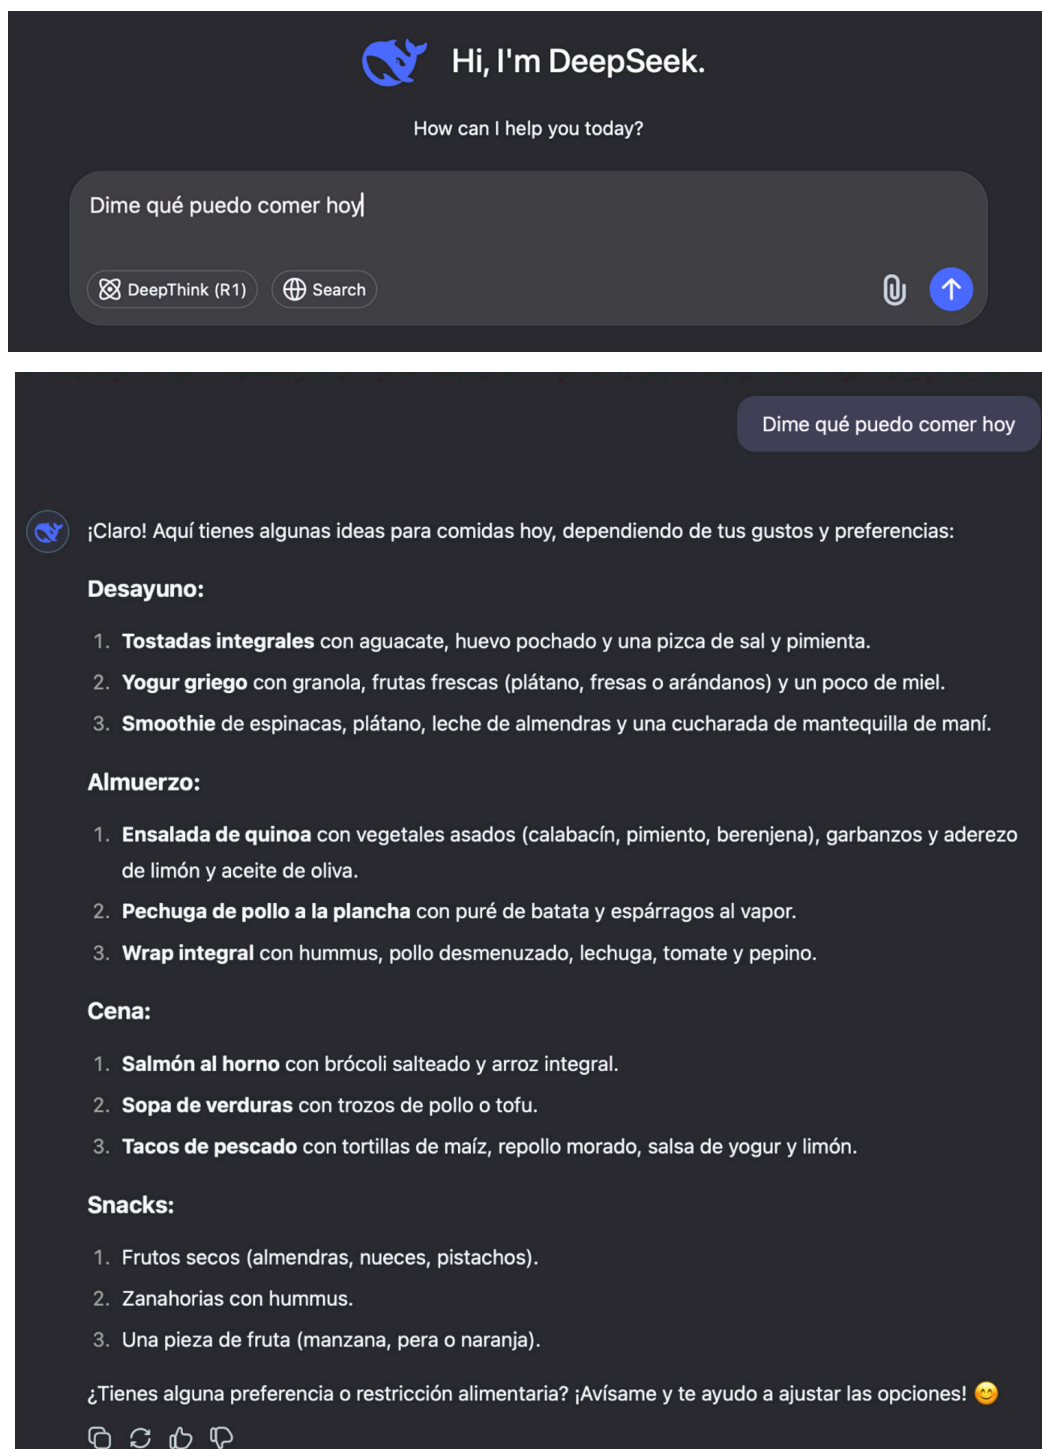 Hi, I'm DeepSeek.
How can I help you today?
Dime qué puedo comer hoy
DeepThink (R1) Search
Dime qué puedo comer hoy
¡Claro! Aquí tienes algunas ideas para comidas hoy, dependiendo de tus gustos y preferencias:
Desayuno:
1. Tostadas integrales con aguacate, huevo pochado y una pizca de sal y pimienta.
2. Yogur griego con granola, frutas frescas (plátano, fresas o arándanos) y un poco de miel.
3. Smoothie de espinacas, plátano, leche de almendras y una cucharada de mantequilla de maní.
Almuerzo:
1. Ensalada de quinoa con vegetales asados (calabacín, pimiento, berenjena), garbanzos y aderezo
de limón y aceite de oliva.
2. Pechuga de pollo a la plancha con puré de batata y espárragos al vapor.
3. Wrap integral con hummus, pollo desmenuzado, lechuga, tomate y pepino.
Cena:
1. Salmón al horno con brócoli salteado y arroz integral.
2. Sopa de verduras con trozos de pollo o tofu.
3. Tacos de pescado con tortillas de maíz, repollo morado, salsa de yogur y limón.
Snacks:
1. Frutos secos (almendras, nueces, pistachos).
2. Zanahorias con hummus.
3. Una pieza de fruta (manzana, pera o naranja).
¿Tienes alguna preferencia o restricción alimentaria? ¡Avísame y te ayudo a ajustar las opciones! 😊